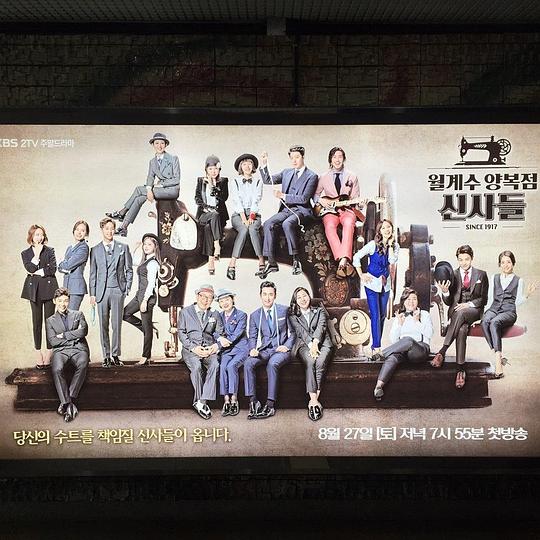 KBS 2TV 주말드라마
월계수 양복점
신사들
SINCE 1917
당신의 수트를 책임질 신사들이 옵니다.
8월 27일 [토] 저녁 7시 55분 첫방송